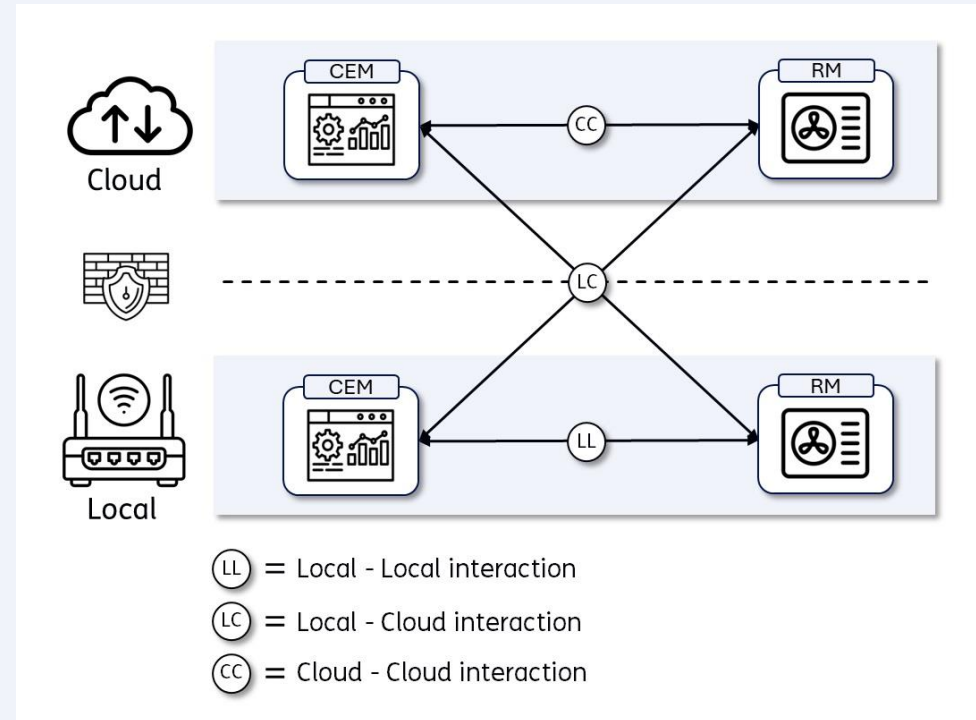 CEM
RM
CC
Cloud
LC
CEM
RM
LL
Local
LL = Local - Local interaction
LC = Local - Cloud interaction
CC = Cloud - Cloud interaction